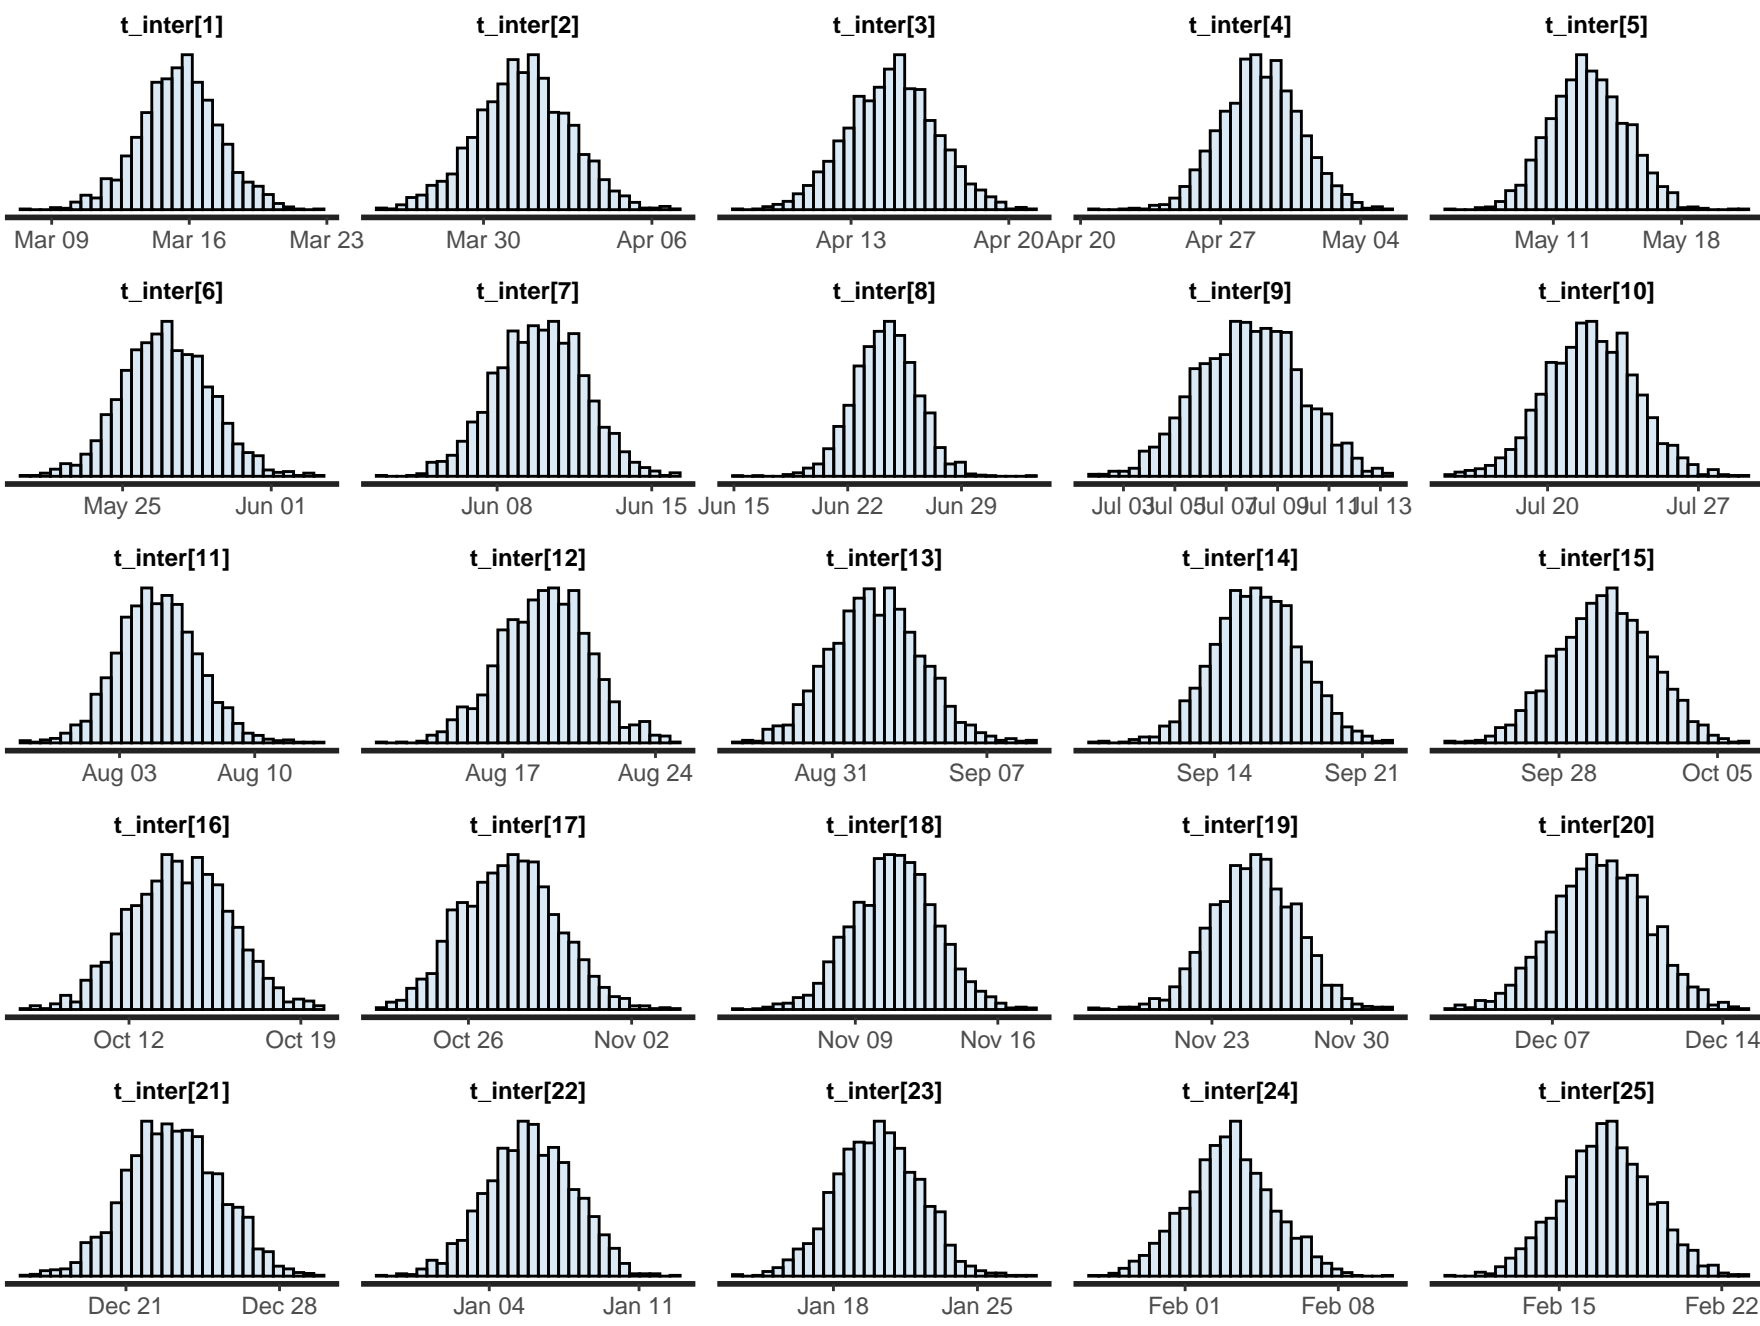 t_inter[1] t_inter[2] t_inter[3] t_inter[4] t_inter[5]
Mar 09 Mar 16 Mar 23 Mar 30 Apr 06 Apr 13 Apr 20 Apr 20 Apr 27 May 04 May 11 May 18
t_inter[6] t_inter[7] t_inter[8] t_inter[9] t_inter[10]
May 25 Jun 01 Jun 08 Jun 15 Jun 15 Jun 22 Jun 29 Jul 03 Jul 05 Jul 07 Jul 09 Jul 11 Jul 13 Jul 20 Jul 27
t_inter[11] t_inter[12] t_inter[13] t_inter[14] t_inter[15]
Aug 03 Aug 10 Aug 17 Aug 24 Aug 31 Sep 07 Sep 14 Sep 21 Sep 28 Oct 05
t_inter[16] t_inter[17] t_inter[18] t_inter[19] t_inter[20]
Oct 12 Oct 19 Oct 26 Nov 02 Nov 09 Nov 16 Nov 23 Nov 30 Dec 07 Dec 14
t_inter[21] t_inter[22] t_inter[23] t_inter[24] t_inter[25]
Dec 21 Dec 28 Jan 04 Jan 11 Jan 18 Jan 25 Feb 01 Feb 08 Feb 15 Feb 22